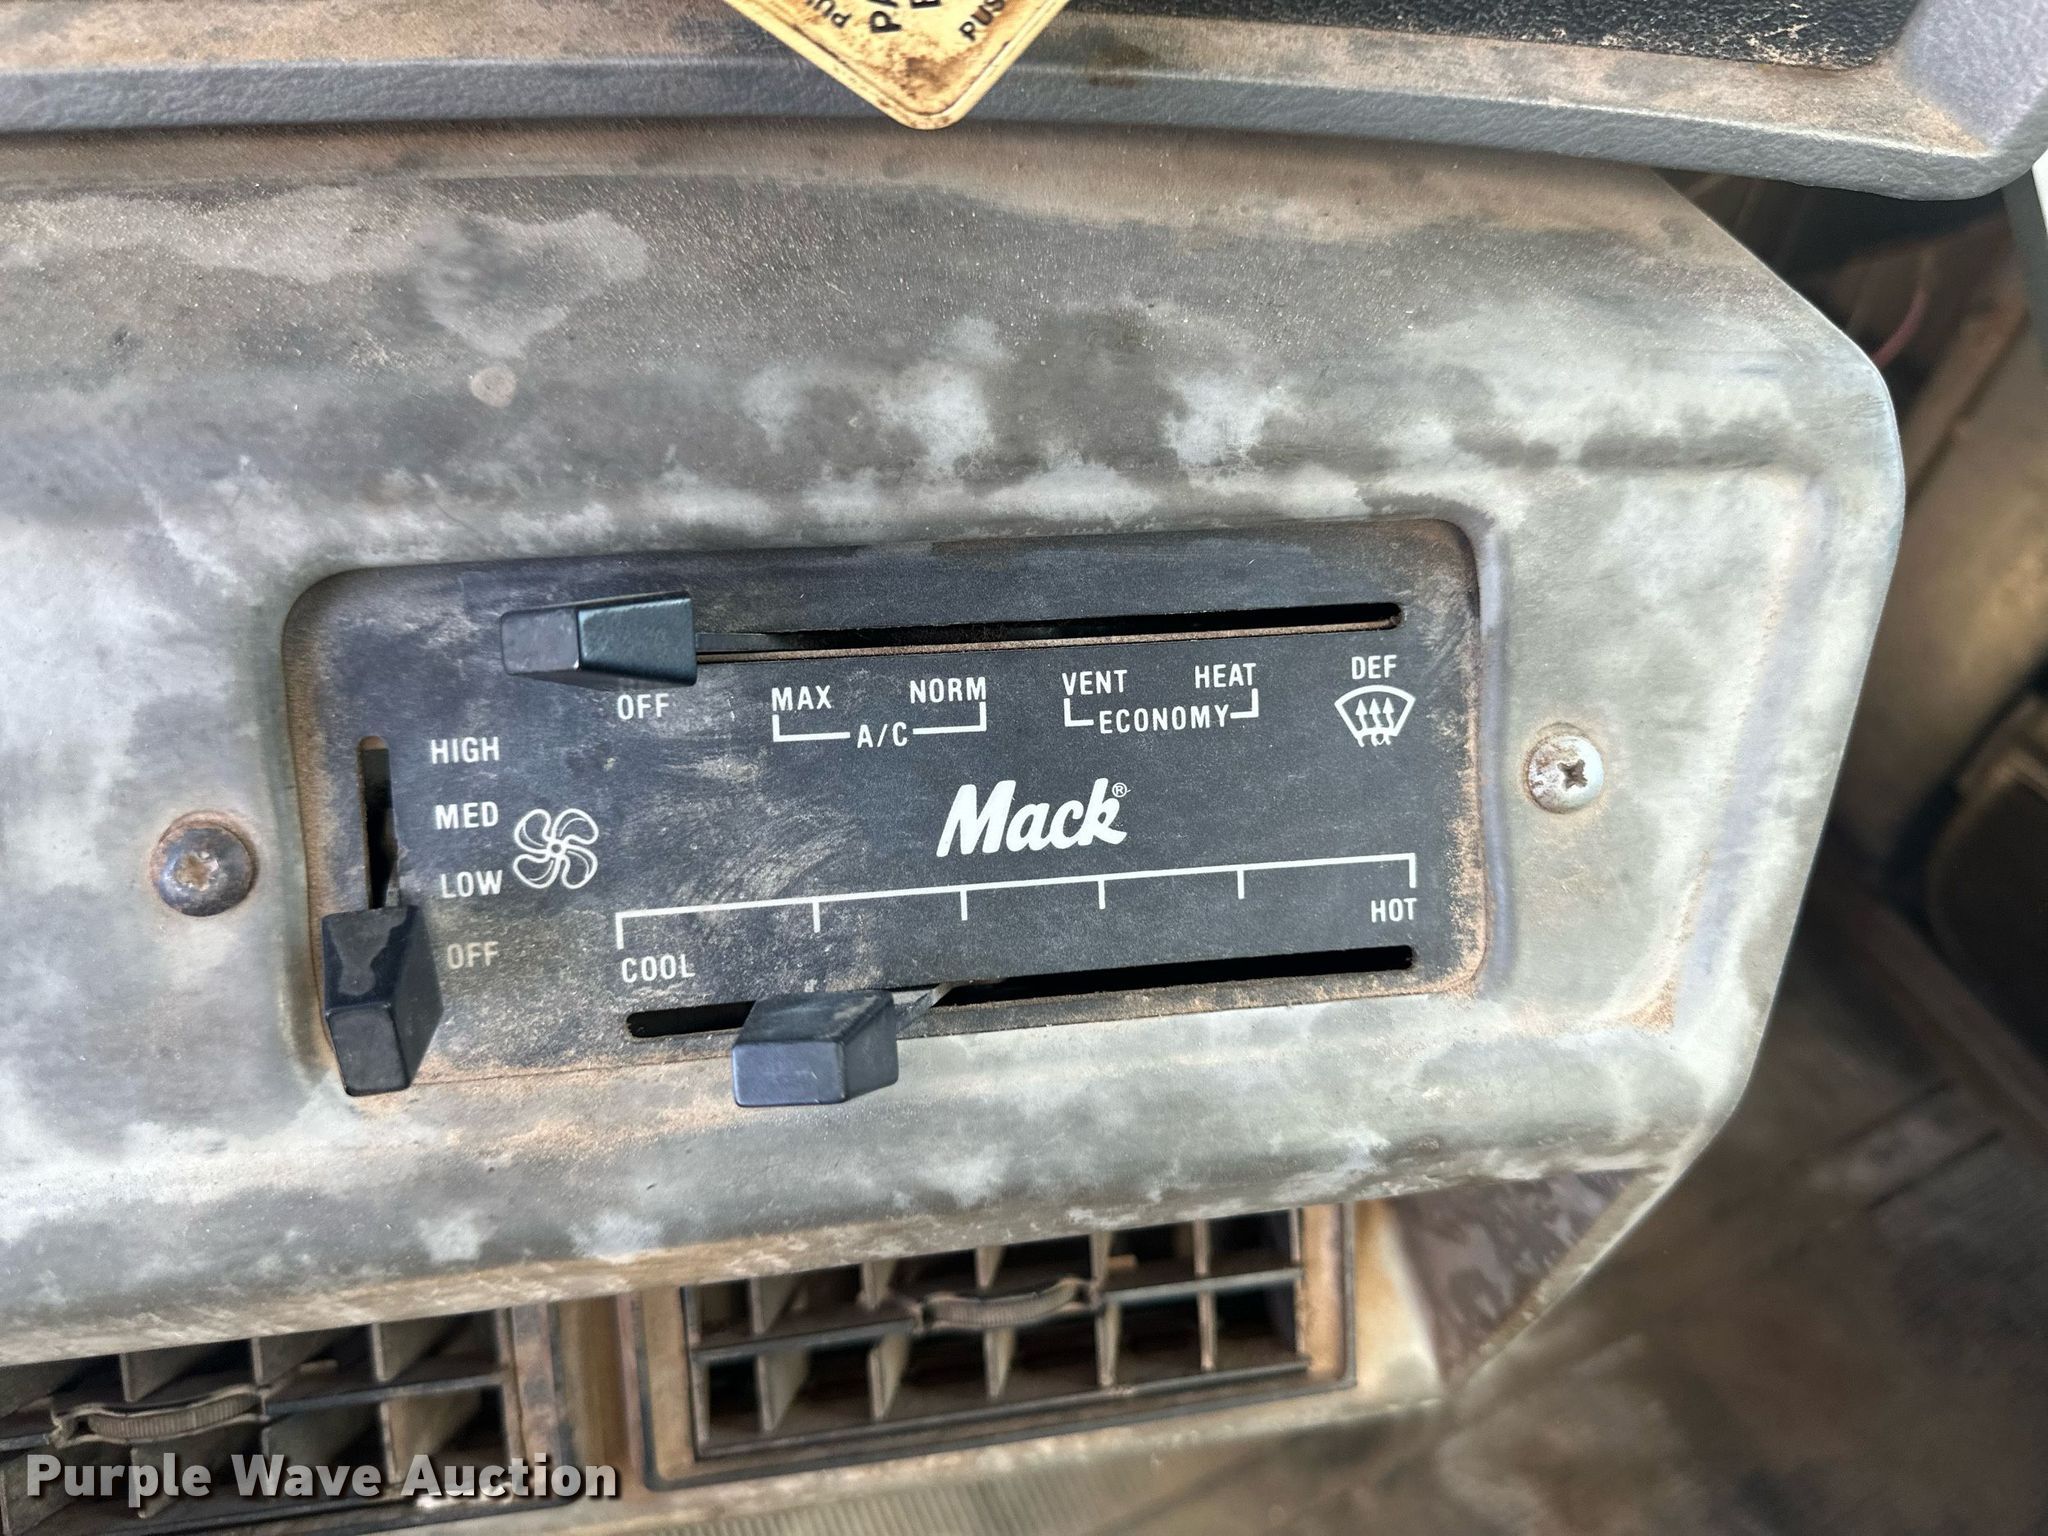 OFF
MAX NORM
A/C
VENT HEAT
ECONOMY
DEF
HIGH
MED
LOW
OFF
Mack®
COOL
HOT
Purple Wave Auction